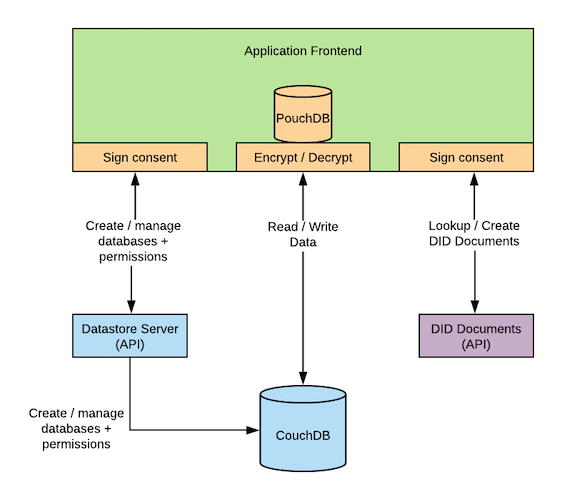 Application Frontend
PouchDB
Sign consent
Encrypt / Decrypt
Sign consent
Create / manage
databases +
permissions
Read / Write
Data
Lookup / Create
DID Documents
Datastore Server
(API)
DID Documents
(API)
Create / manage
databases +
permissions
CouchDB